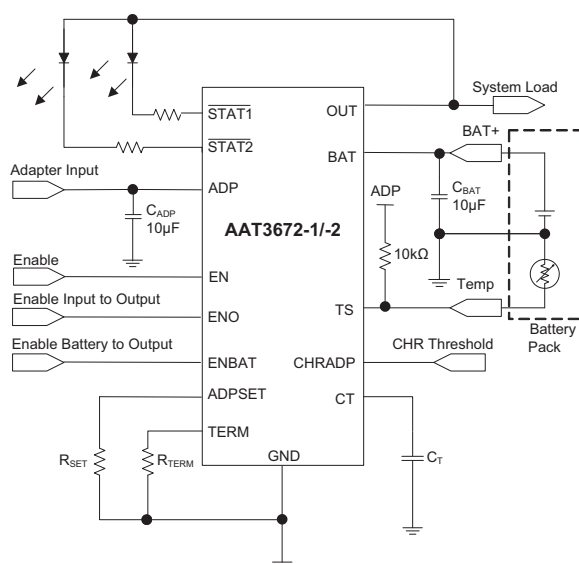 System Load
STAT1
OUT
STAT2
BAT+
BAT
Adapter Input
ADP
ADP
C_BAT
10μF
C_ADP
10μF
AAT3672-1/-2
10kΩ
Enable
EN
Temp
Enable Input to Output
ENO
TS
Battery
Pack
Enable Battery to Output
ENBAT
CHRADP
CHR Threshold
ADPSET
CT
TERM
GND
R_SET
R_TERM
C_T